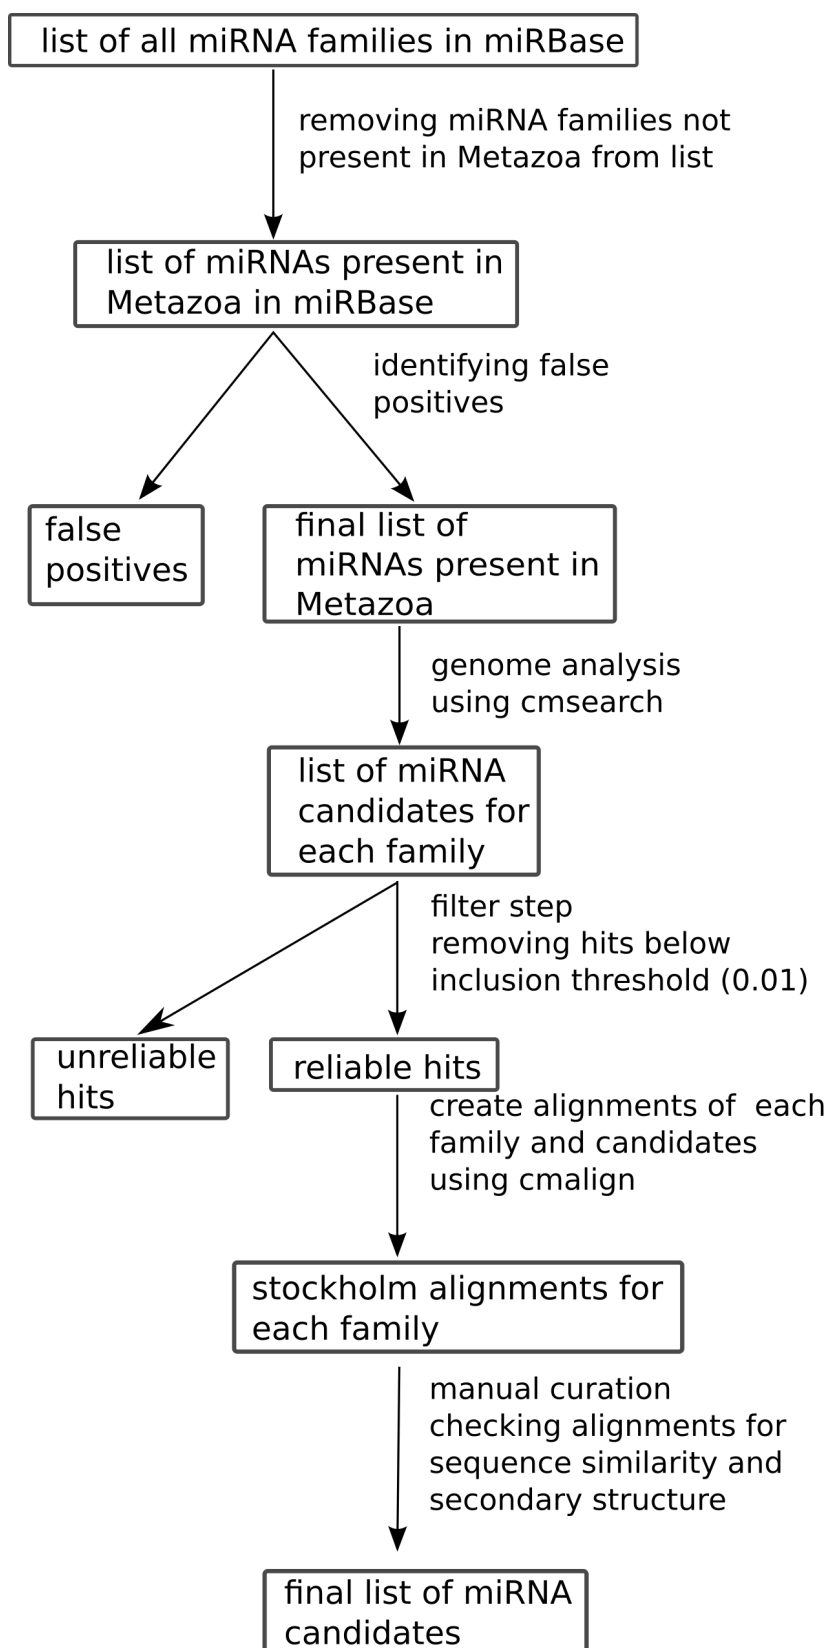 list of all miRNA families in miRBase
removing miRNA families not
present in Metazoa from list
list of miRNAs present in
Metazoa in miRBase
identifying false
positives
false
positives
final list of
miRNAs present in
Metazoa
genome analysis
using cmsearch
list of miRNA
candidates for
each family
filter step
removing hits below
inclusion threshold (0.01)
unreliable
hits
reliable hits
create alignments of  each
family and candidates
using cmalign
stockholm alignments for
each family
manual curation
checking alignments for
sequence similarity and
secondary structure
final list of miRNA
candidates